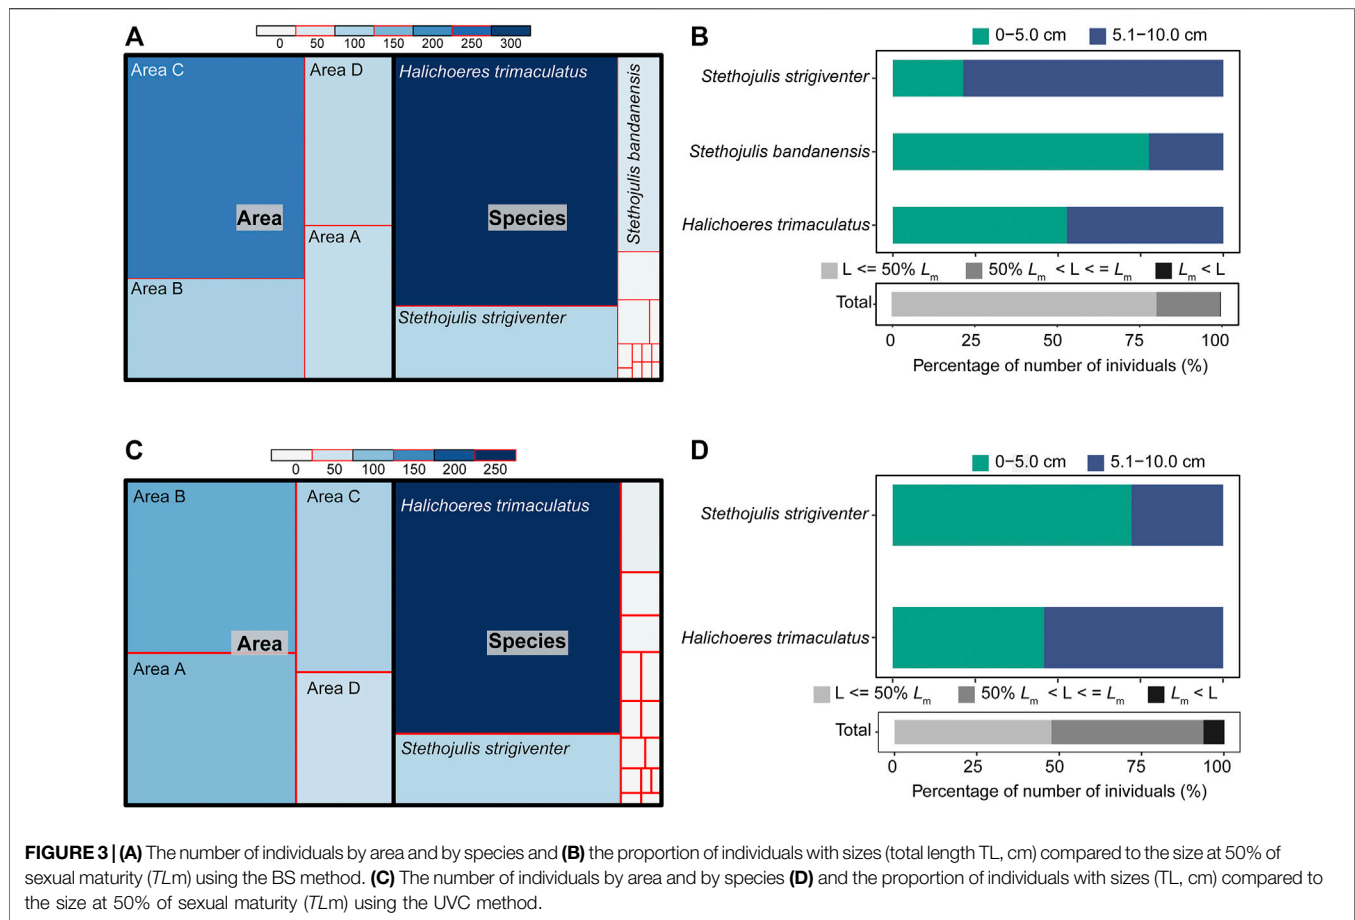 A
0 50 100 150 200 250 300
Area C
Area D
Halichoeres trimaculatus
Stethojulis bandanensis
Area
Species
Area A
Area B
Stethojulis strigiventer
B
0–5.0 cm 5.1–10.0 cm
Stethojulis strigiventer
Stethojulis bandanensis
Halichoeres trimaculatus
L <= 50% Lm 50% Lm < L < = Lm Lm < L
Total
0 25 50 75 100
Percentage of number of inividuals (%)
C
0 50 100 150 200 250
Area B
Area C
Halichoeres trimaculatus
Area
Species
Area A
Area D
Stethojulis strigiventer
D
0–5.0 cm 5.1–10.0 cm
Stethojulis strigiventer
Halichoeres trimaculatus
L <= 50% Lm 50% Lm < L < = Lm Lm < L
Total
0 25 50 75 100
Percentage of number of inividuals (%)
FIGURE 3 | (A) The number of individuals by area and by species and (B) the proportion of individuals with sizes (total length TL, cm) compared to the size at 50% of
sexual maturity (TLm) using the BS method. (C) The number of individuals by area and by species (D) and the proportion of individuals with sizes (TL, cm) compared to
the size at 50% of sexual maturity (TLm) using the UVC method.